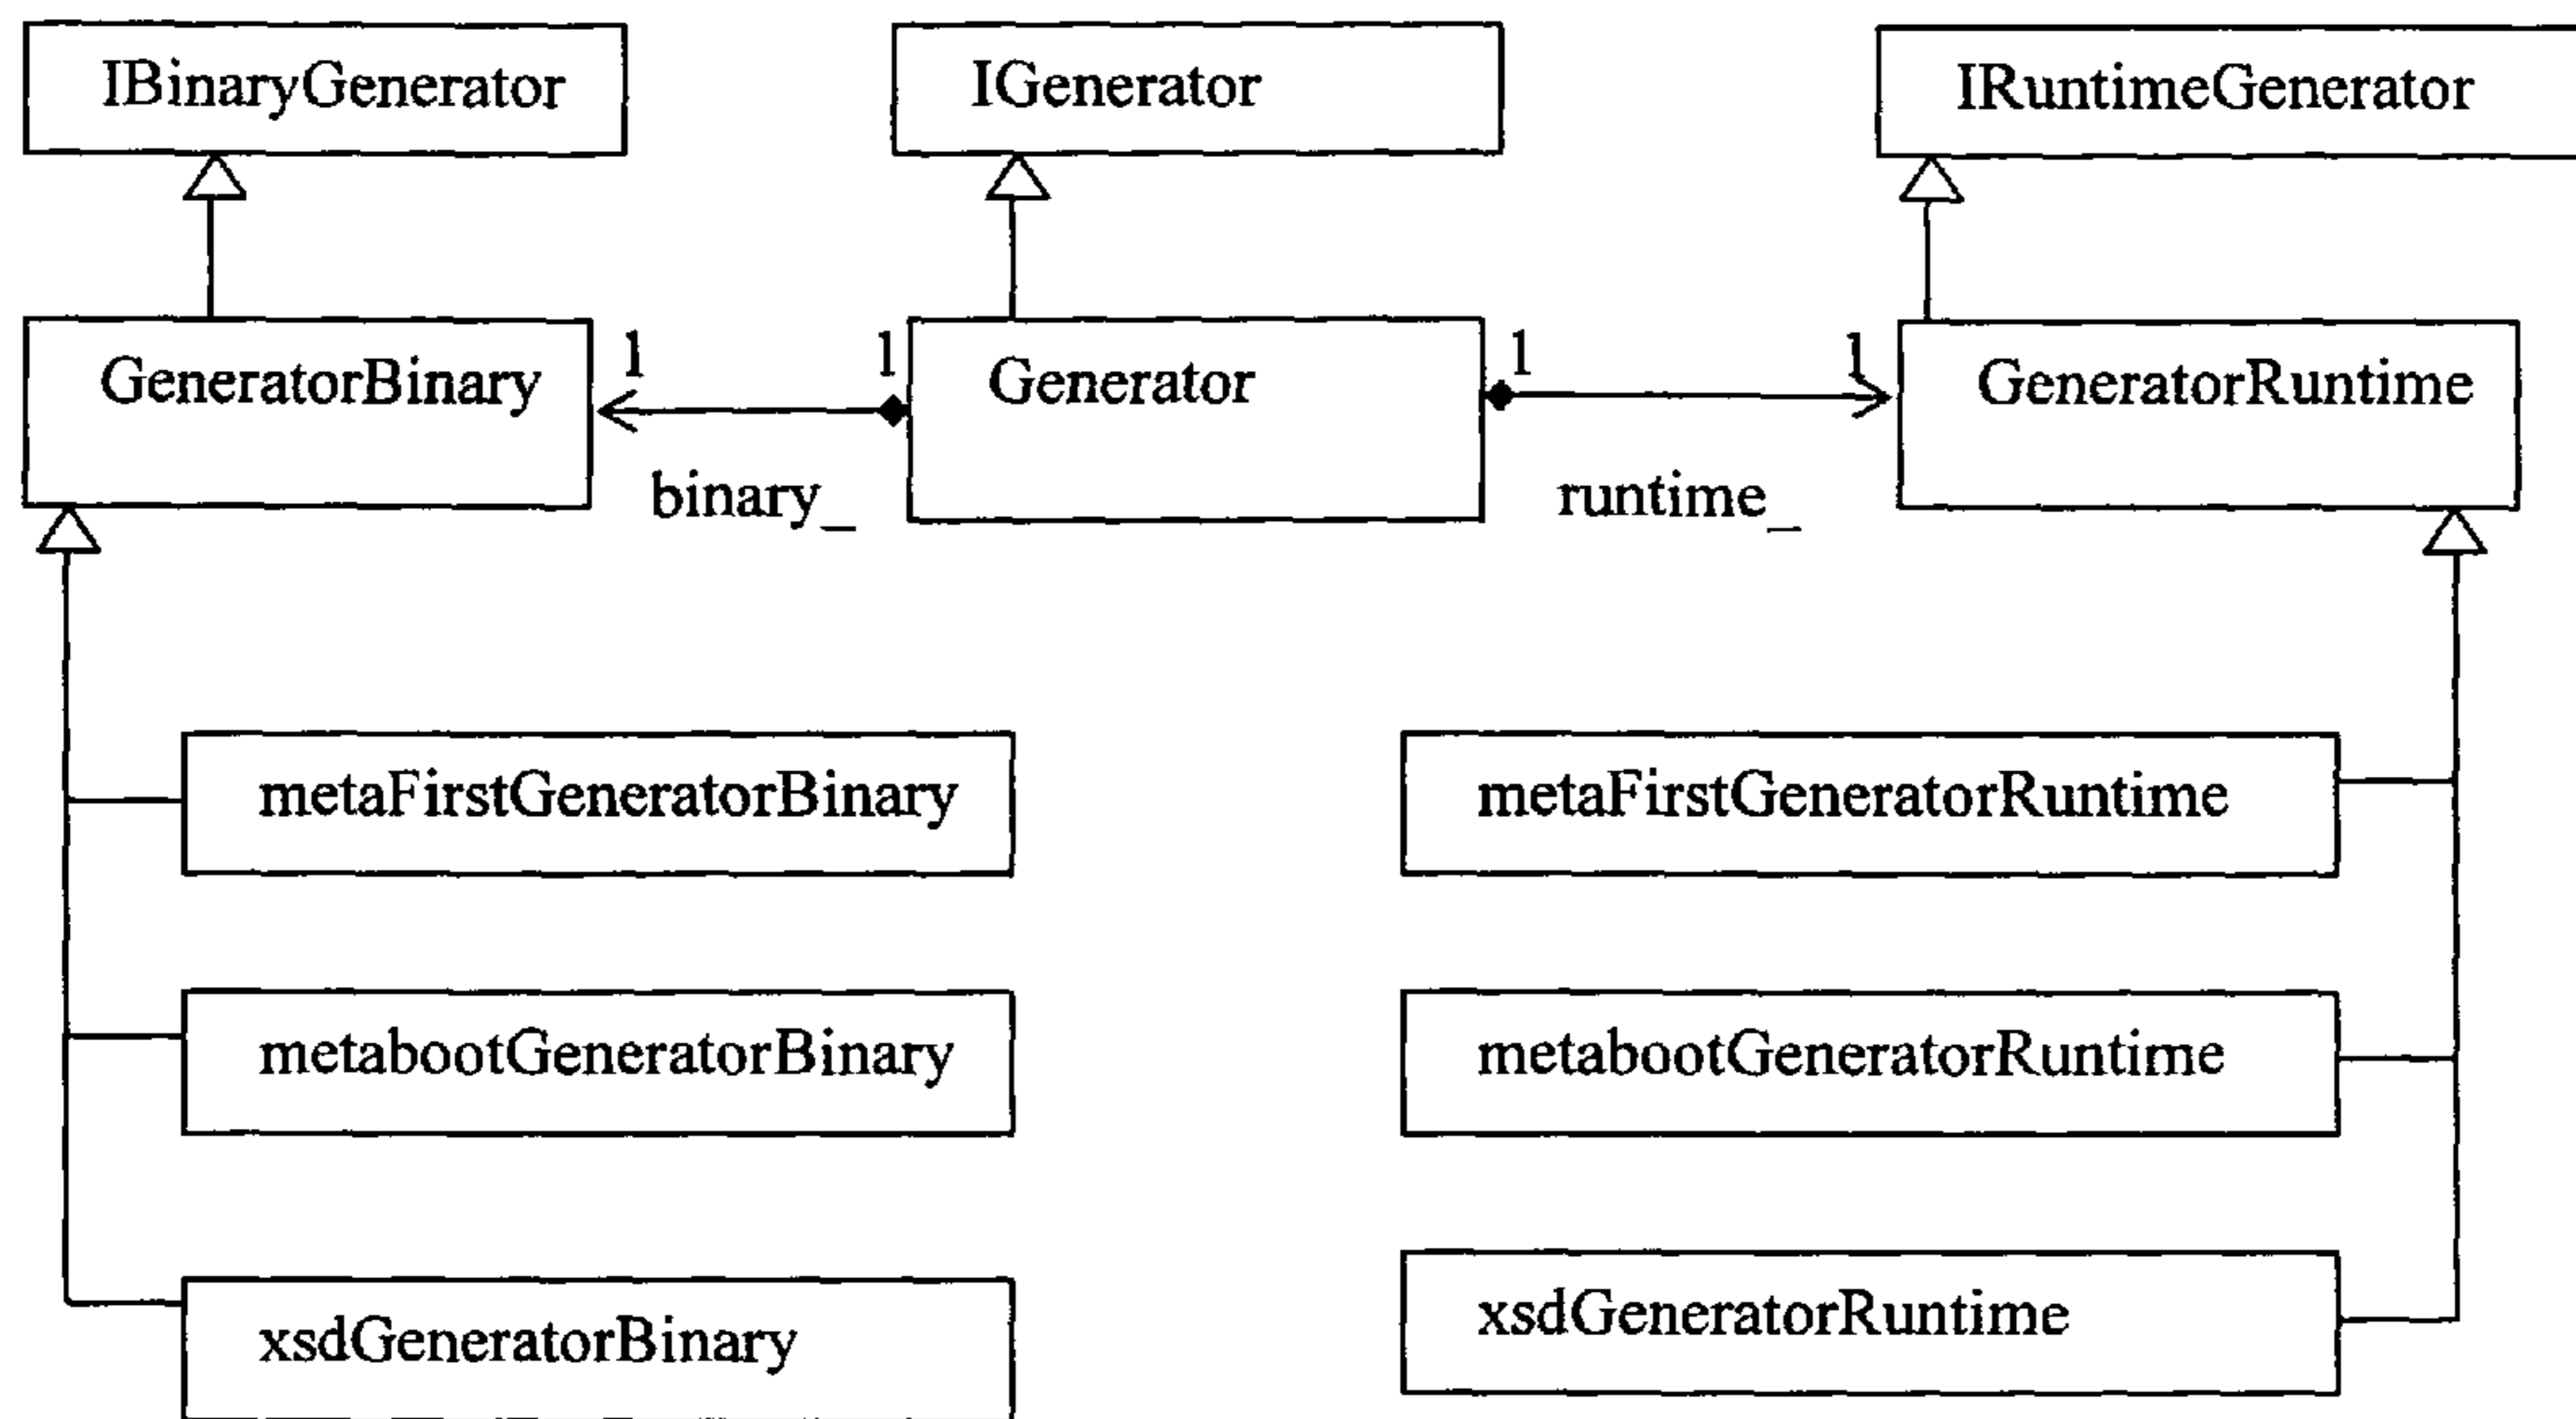 IBinaryGenerator
IGenerator
IRuntimeGenerator
GeneratorBinary
1
1
Generator
1
1
GeneratorRuntime
binary_
runtime_
metaFirstGeneratorBinary
metaFirstGeneratorRuntime
metabootGeneratorBinary
metabootGeneratorRuntime
xsdGeneratorBinary
xsdGeneratorRuntime